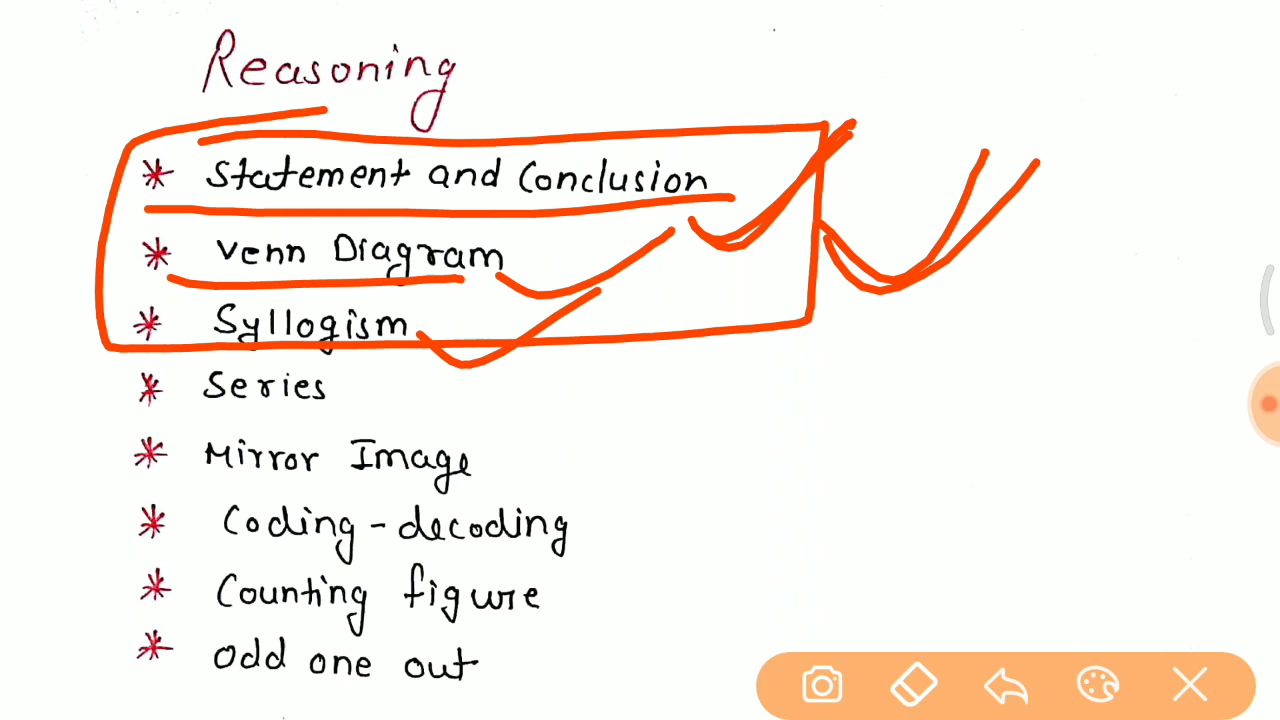 Reasoning
* Statement and Conclusion
* Venn Diagram
* Syllogism
* Series
* Mirror Image
* Coding-decoding
* Counting figure
* odd one out